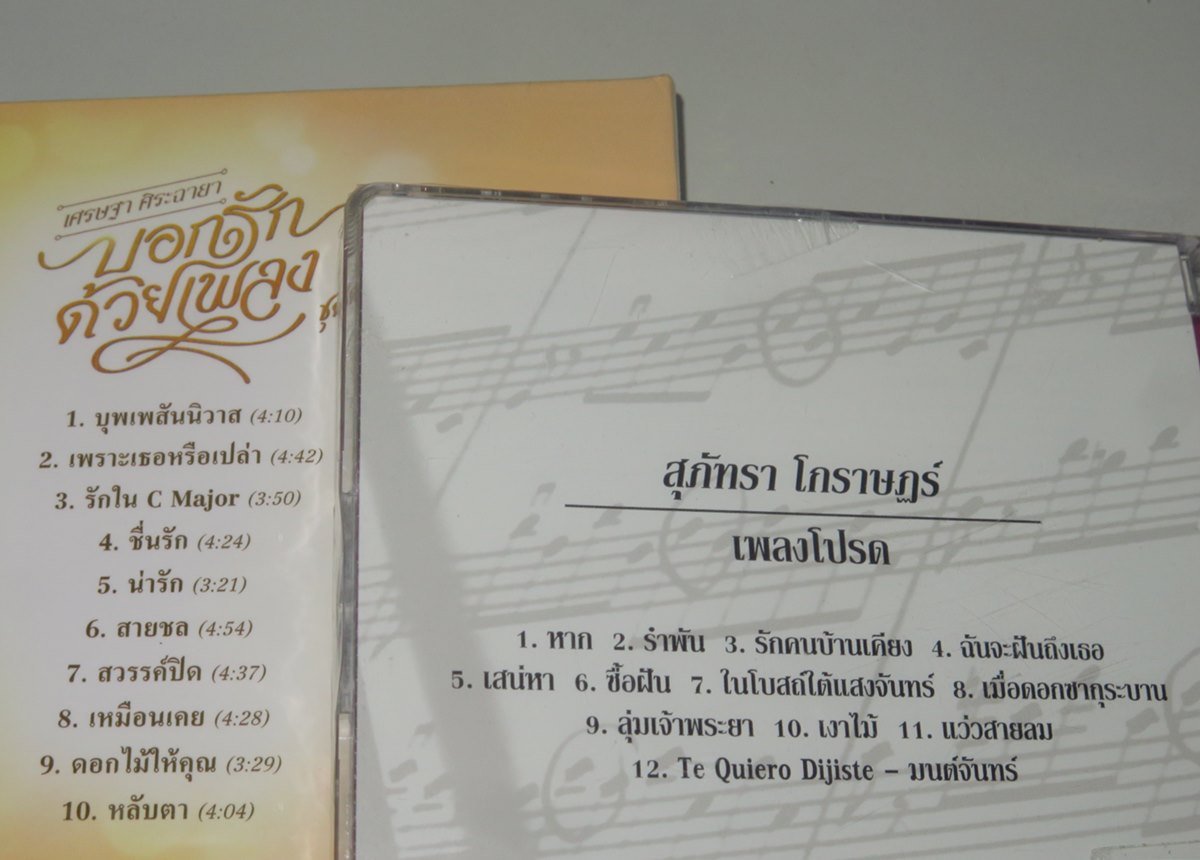 เศรษฐา ศิระฉายา
บอกรัก
ด้วยเพลง
1. บุพเพสันนิวาส (4:10)
2. เพราะเธอหรือเปล่า (4:42)
3. รักใน C Major (3:50)
4. ชื่นรัก (4:24)
5. น่ารัก (3:21)
6. สายชล (4:54)
7. สวรรค์ปิด (4:37)
8. เหมือนเคย (4:28)
9. ดอกไม้ให้คุณ (3:29)
10. หลับตา (4:04)
สุภัทรา โกราษฎร์
เพลงโปรด
1. หาก 2. รำพัน 3. รักคนบ้านเคียง 4. ฉันจะฝันถึงเธอ
5. เสน่หา 6. ซื้อฝัน 7. ในโบสถ์ใต้แสงจันทร์ 8. เมื่อดอกซากุระบาน
9. ลุ่มเจ้าพระยา 10. เงาไม้ 11. แว่วสายลม
12. Te Quiero Dijiste – มนต์จันทร์